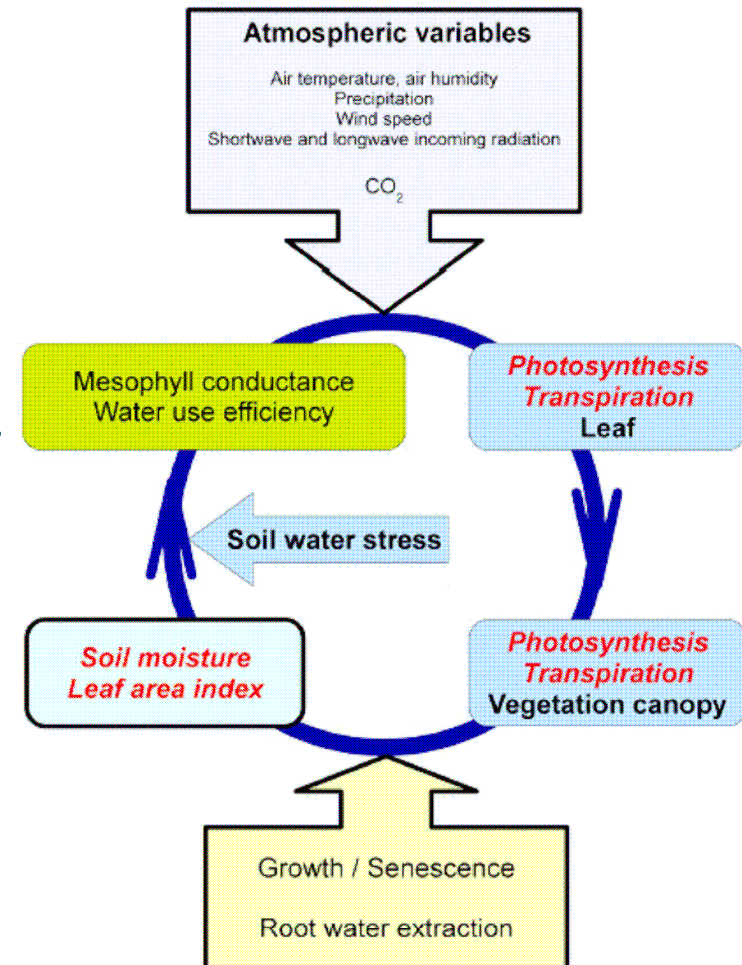 Atmospheric variables
Air temperature, air humidity
Precipitation
Wind speed
Shortwave and longwave incoming radiation
CO₂
Mesophyll conductance
Water use efficiency
Photosynthesis
Transpiration
Leaf
Soil water stress
Soil moisture
Leaf area index
Photosynthesis
Transpiration
Vegetation canopy
Growth / Senescence
Root water extraction